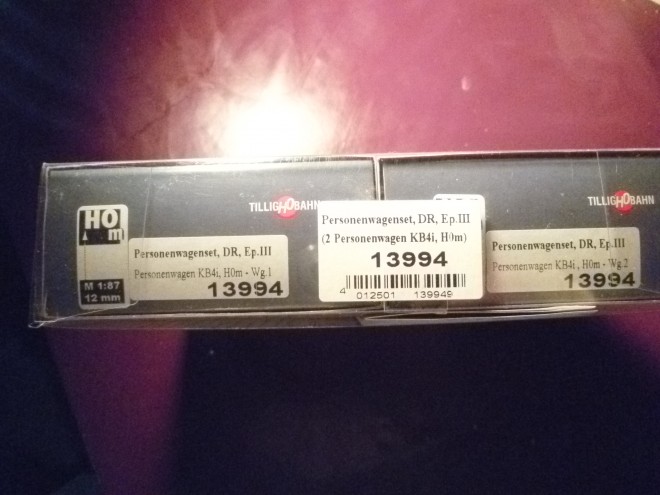 H0
m
M 1:87
12 mm
TILLIG H0 BAHN
Personenwagenset, DR, Ep.III
Personenwagen KB4i, H0m - Wg.1
13994
Personenwagenset, DR, Ep.III
(2 Personenwagen KB4i, H0m)
13994
4 012501 139949
TILLIG H0 BAHN
Personenwagenset, DR, Ep.III
Personenwagen KB4i , H0m - Wg.2
13994